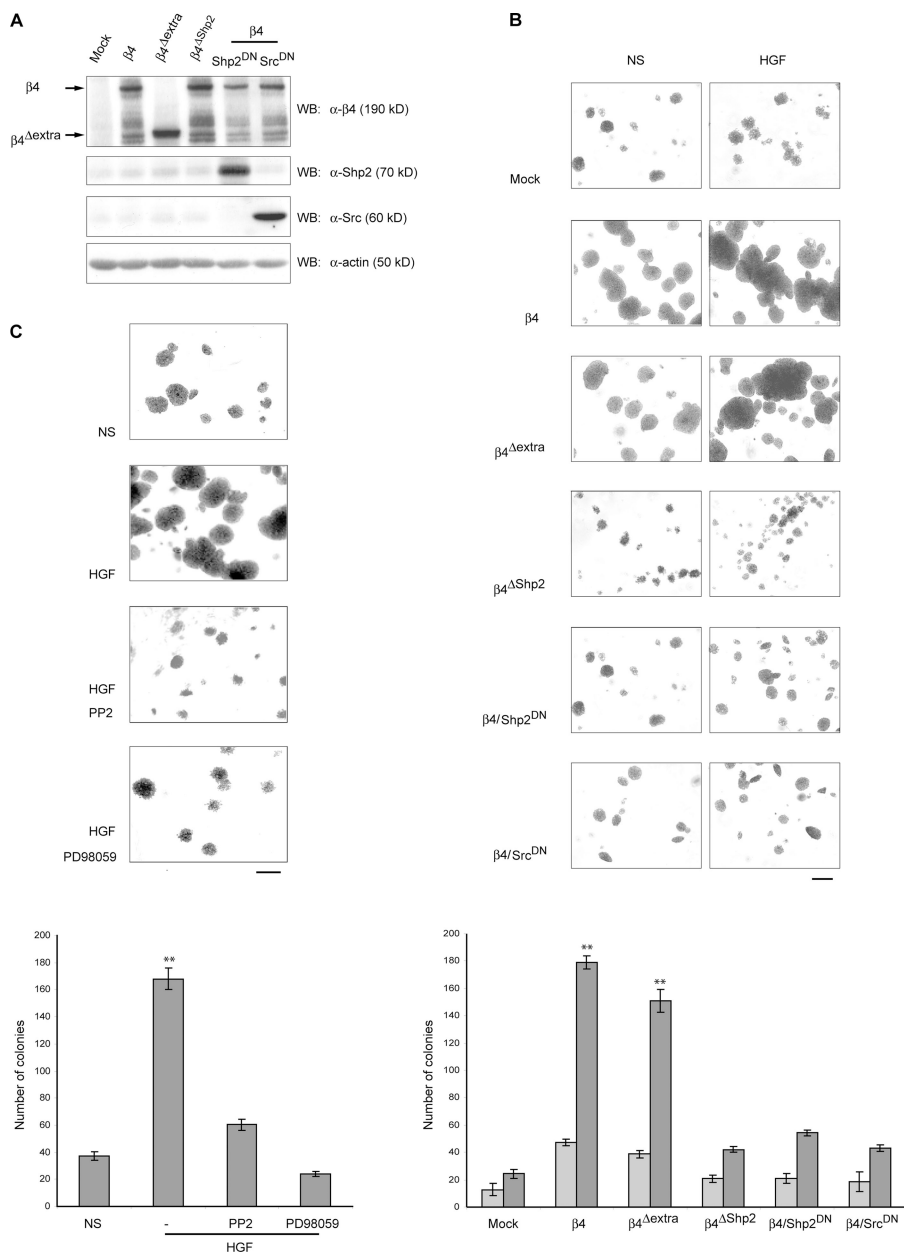 A
Mock
β4
β4Δextra
β4ΔShp2
β4
Shp2DN
SrcDN
β4
β4Δextra
WB: α-β4 (190 kD)
WB: α-Shp2 (70 kD)
WB: α-Src (60 kD)
WB: α-actin (50 kD)
B
NS
HGF
Mock
β4
β4Δextra
β4ΔShp2
β4/Shp2DN
β4/SrcDN
C
NS
HGF
HGF
PP2
HGF
PD98059
Number of colonies
200
180
160
140
120
100
80
60
40
20
0
**
NS
-
PP2
PD98059
HGF
Number of colonies
200
180
160
140
120
100
80
60
40
20
0
**
**
Mock
β4
β4Δextra
β4ΔShp2
β4/Shp2DN
β4/SrcDN